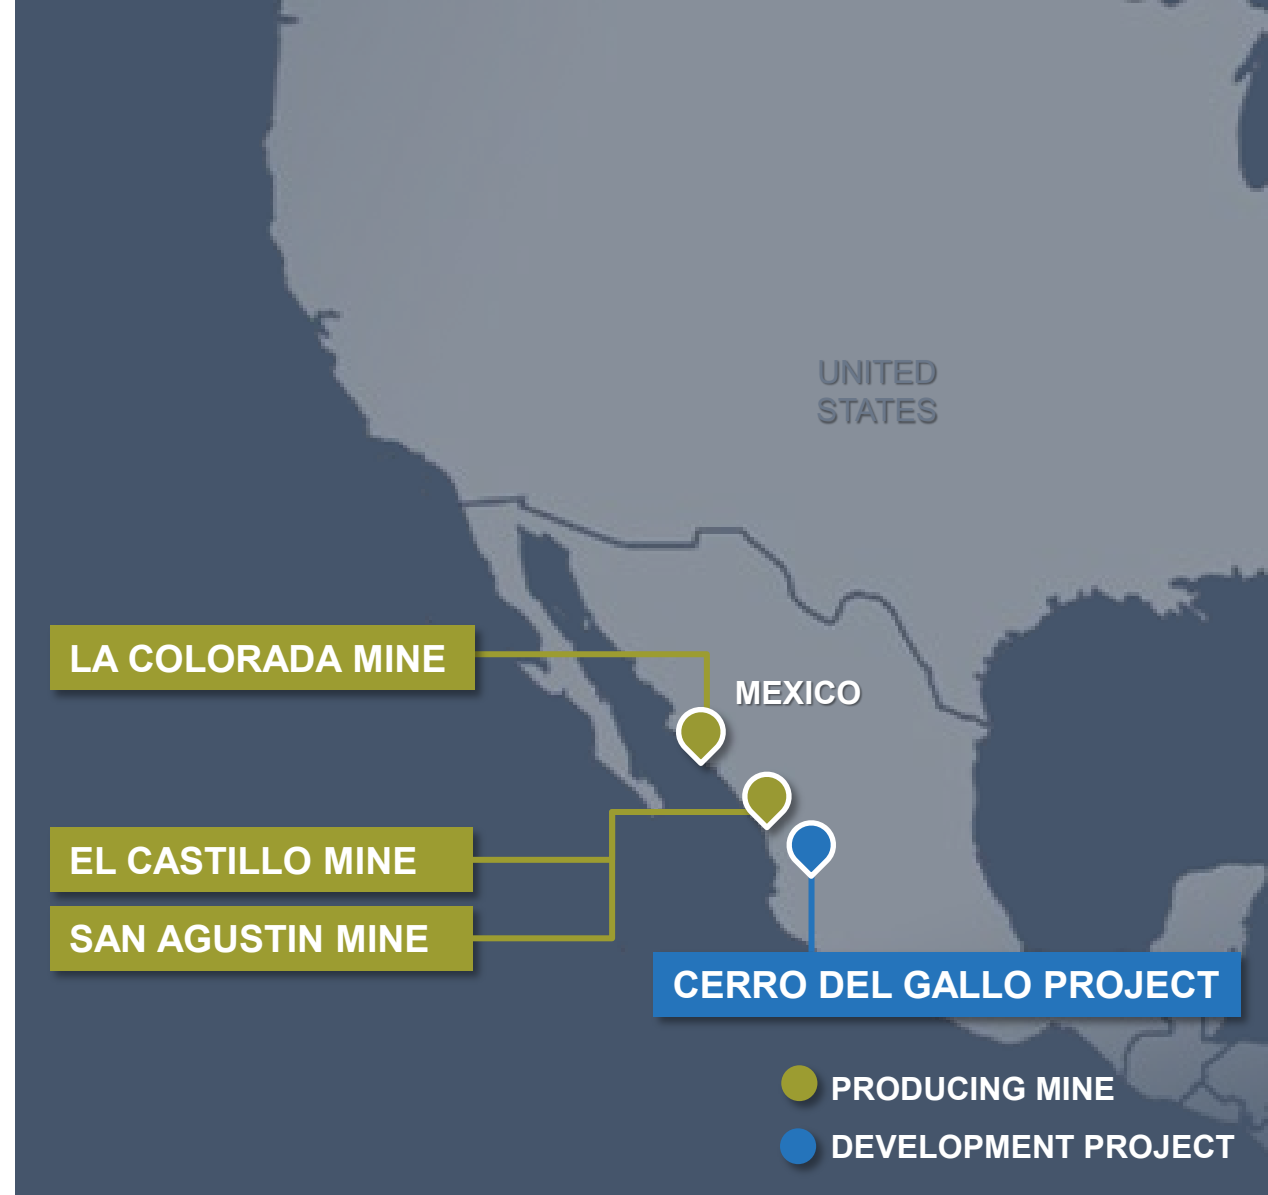 UNITED
STATES
LA COLORADA MINE
MEXICO
EL CASTILLO MINE
SAN AGUSTIN MINE
CERRO DEL GALLO PROJECT
PRODUCING MINE
DEVELOPMENT PROJECT